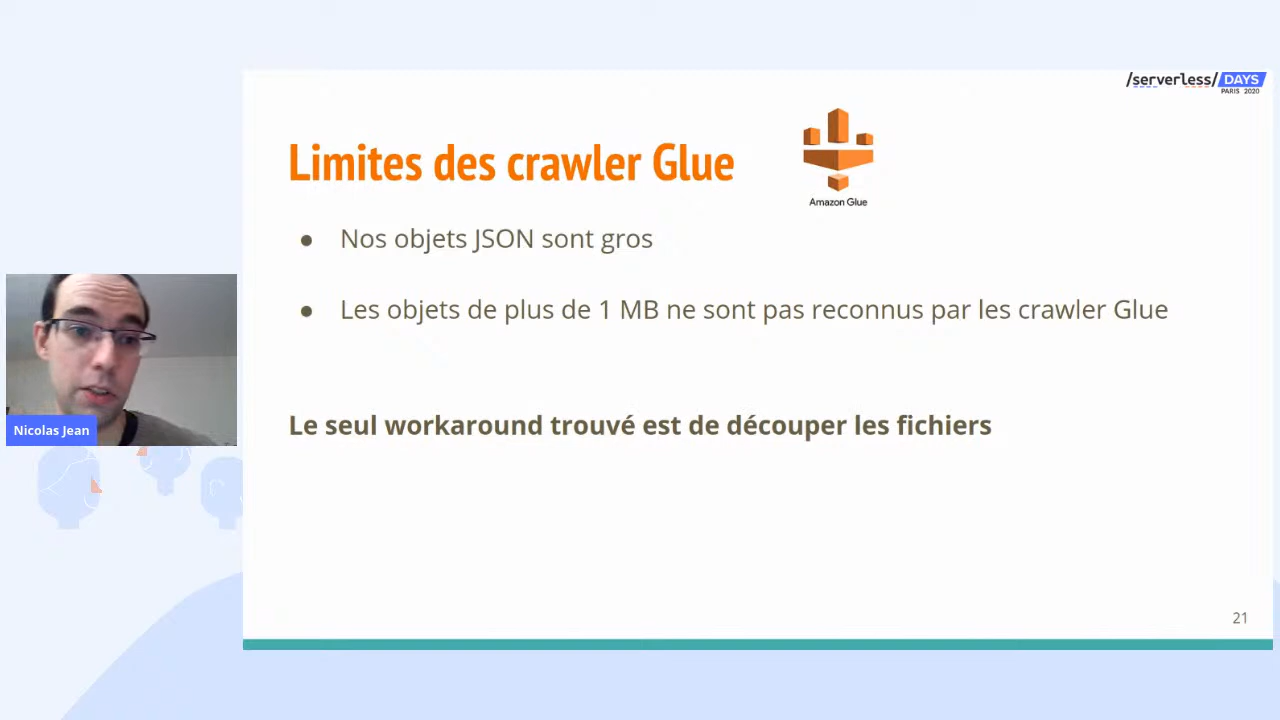 /serverless/DAYS
PARIS 2020
Limites des crawler Glue
Amazon Glue
● Nos objets JSON sont gros
● Les objets de plus de 1 MB ne sont pas reconnus par les crawler Glue
Nicolas Jean
Le seul workaround trouvé est de découper les fichiers
21